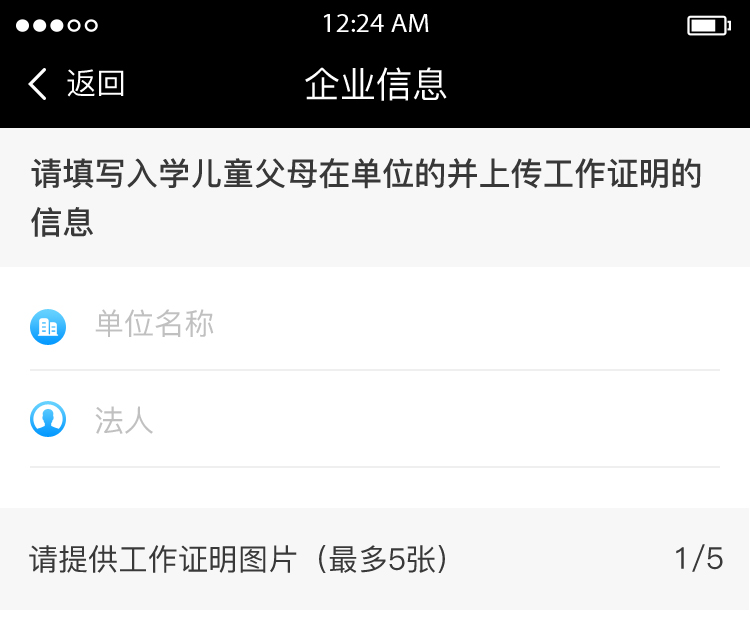 12:24 AM
返回
企业信息
请填写入学儿童父母在单位的并上传工作证明的
信息
单位名称
法人
请提供工作证明图片（最多5张）
1/5